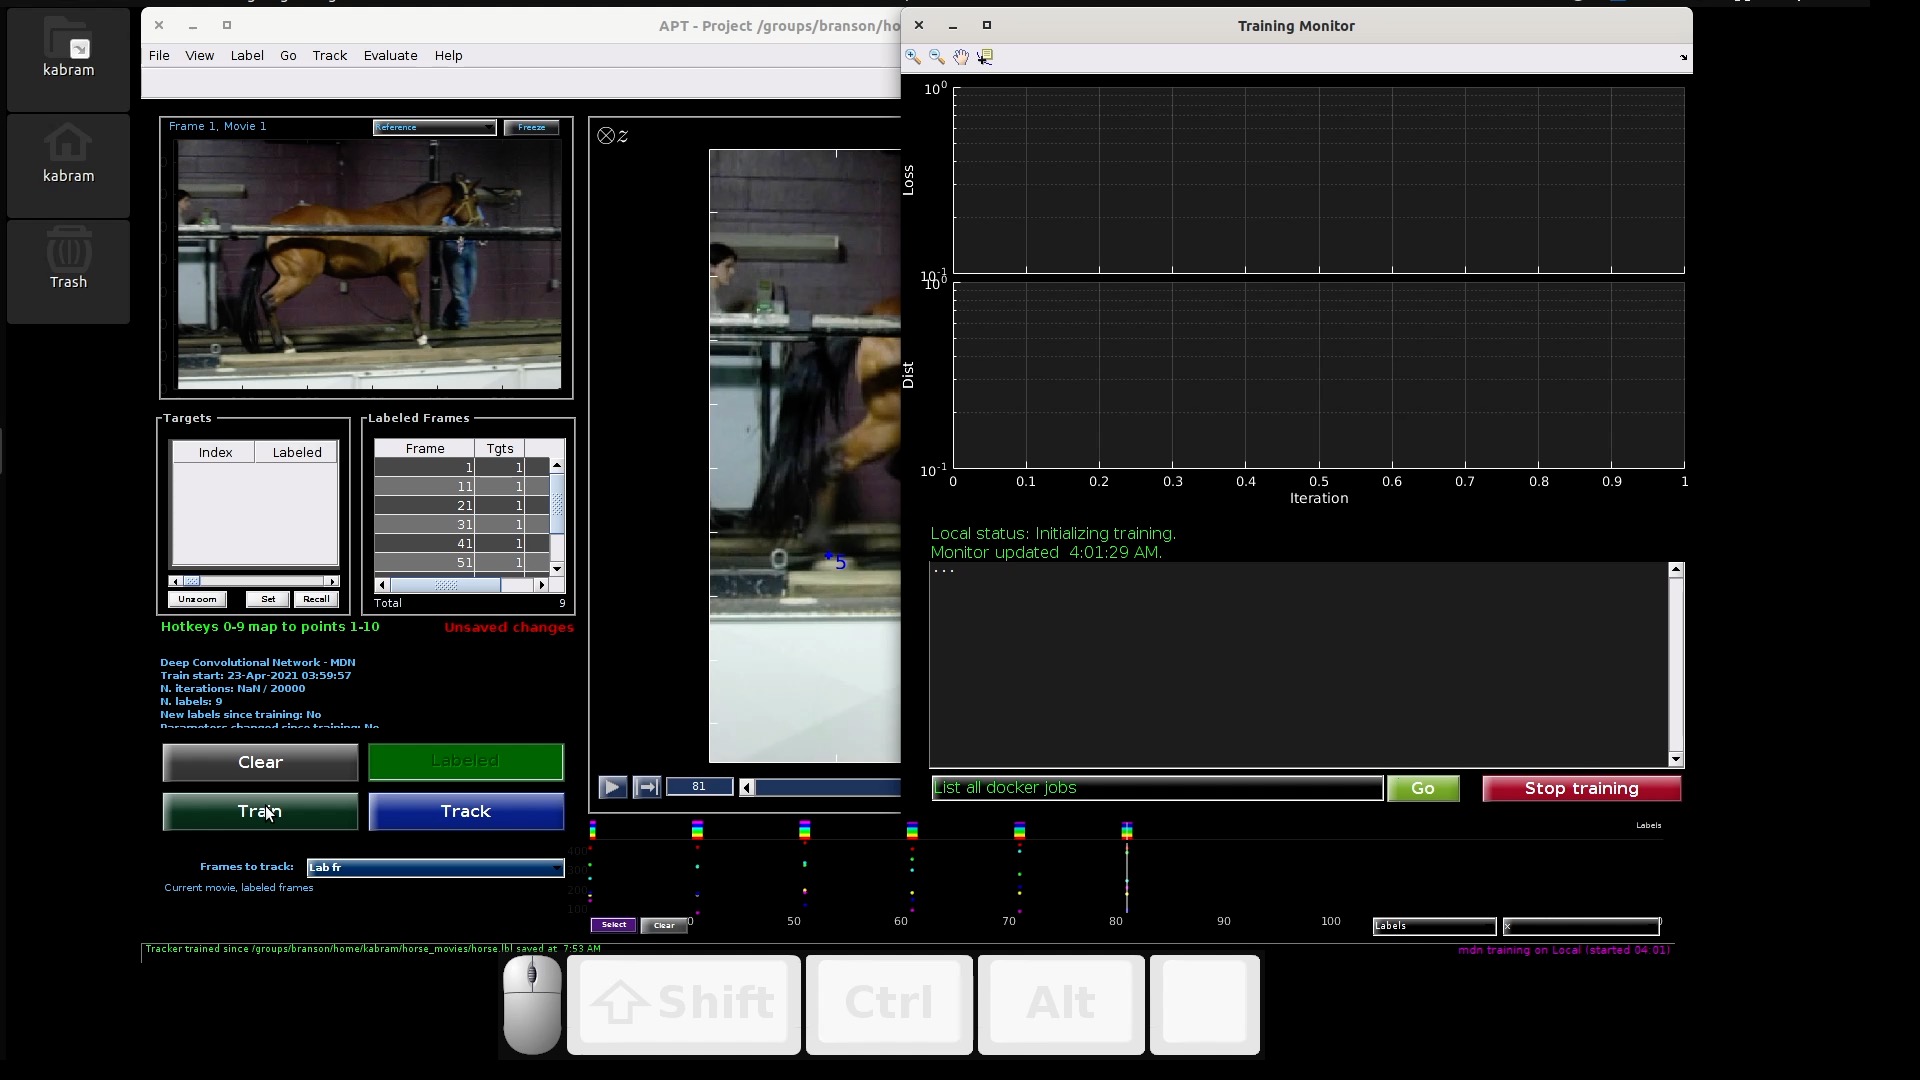 kabram
kabram
Trash
APT - Project /groups/branson/ho
File View Label Go Track Evaluate Help
Frame 1, Movie 1
Reference
Freeze
Targets
Index Labeled
Unzoom Set Recall
Labeled Frames
Frame Tgts
1 1
11 1
21 1
31 1
41 1
51 1
Total 9
Hotkeys 0-9 map to points 1-10
Unsaved changes
Deep Convolutional Network - MDN
Train start: 23-Apr-2021 03:59:57
N. iterations: NaN / 20000
N. labels: 9
New labels since training: No
Parameters changed since training: No
Clear
Labeled
Train
Track
Frames to track: Lab fr
Current movie, labeled frames
z
5
81
Training Monitor
10^0
Loss
10^-1
10^0
Dist
10^-1
0 0.1 0.2 0.3 0.4 0.5 0.6 0.7 0.8 0.9 1
Iteration
Local status: Initializing training.
Monitor updated 4:01:29 AM.
...
List all docker jobs
Go
Stop training
Labels
400
300
200
100
Select
Clear
0 50 60 70 80 90 100
Labels
x
Tracker trained since /groups/branson/home/kabram/horse_movies/horse.lbl saved at 7:53 AM
mdn training on Local (started 04:01)
Shift
Ctrl
Alt